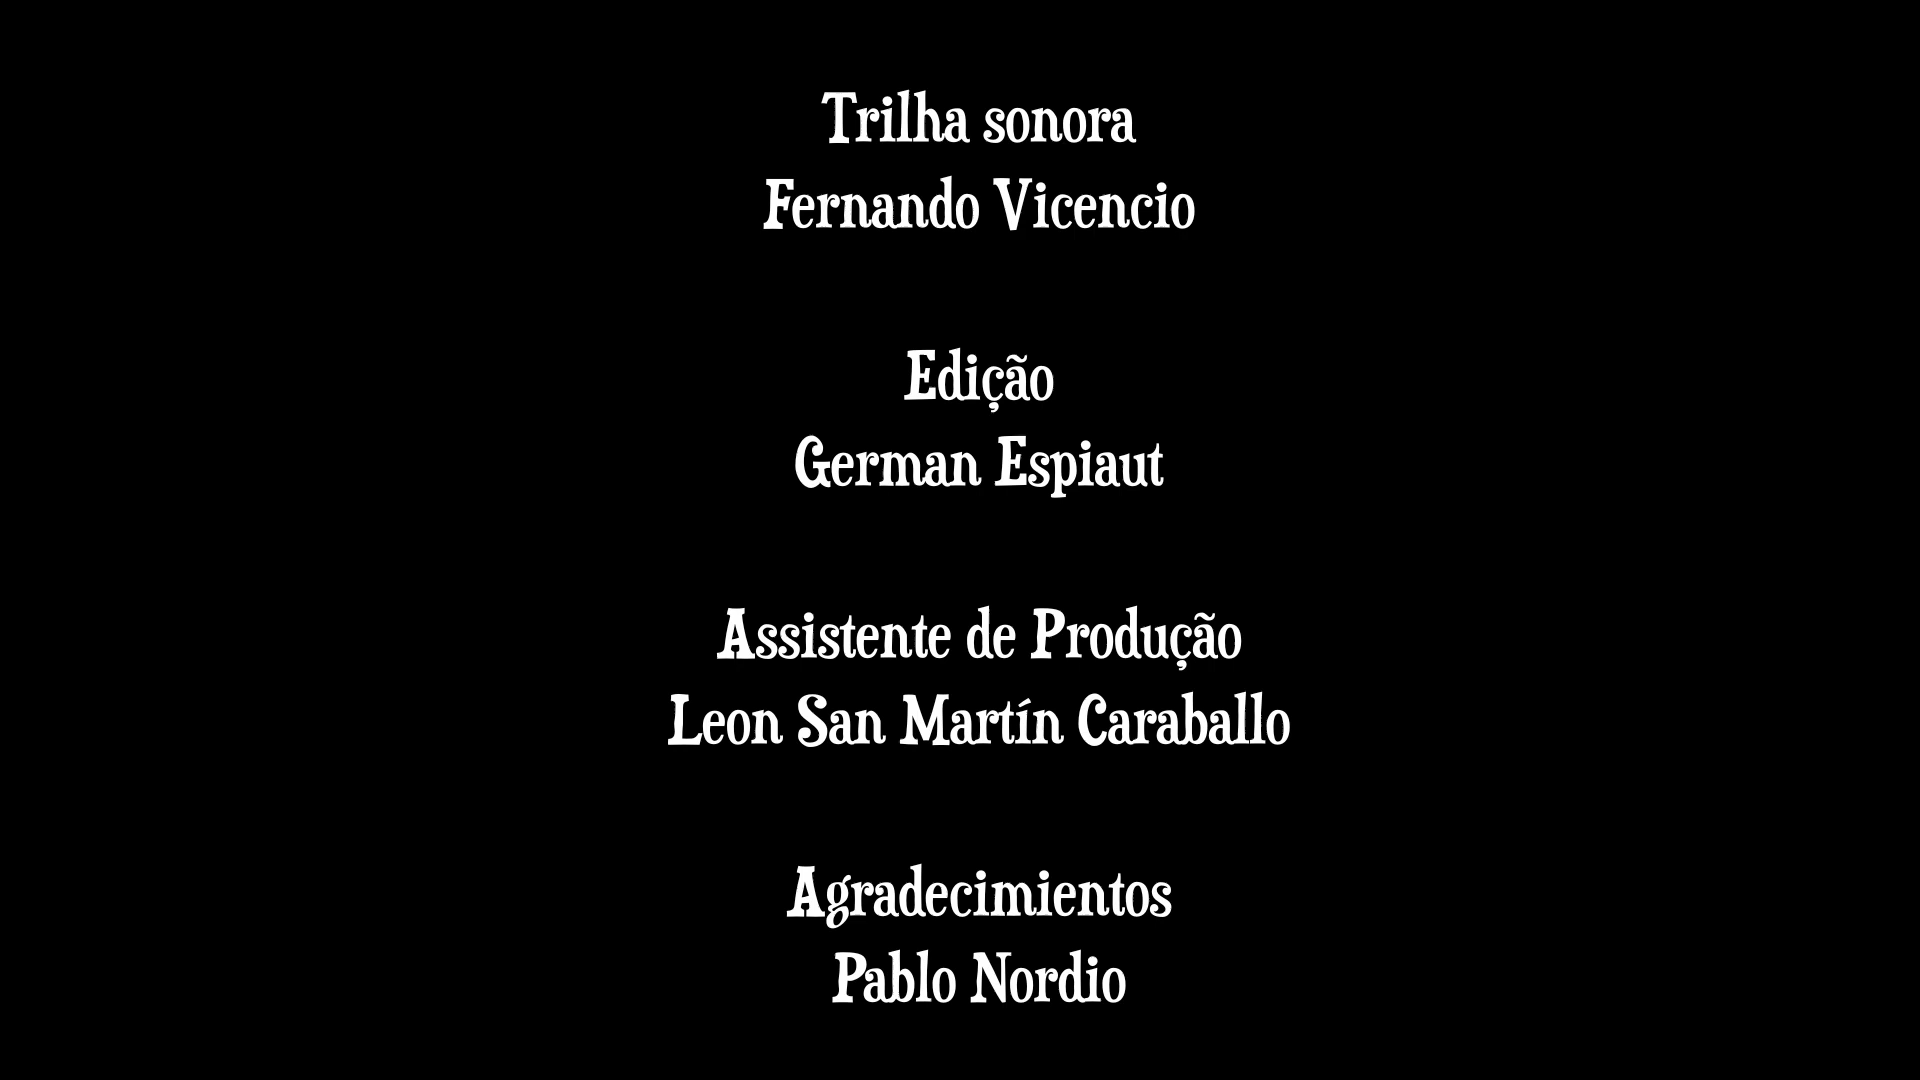 Trilha sonora
Fernando Vicencio
Edição
German Espiaut
Assistente de Produção
Leon San Martín Caraballo
Agradecimientos
Pablo Nordio